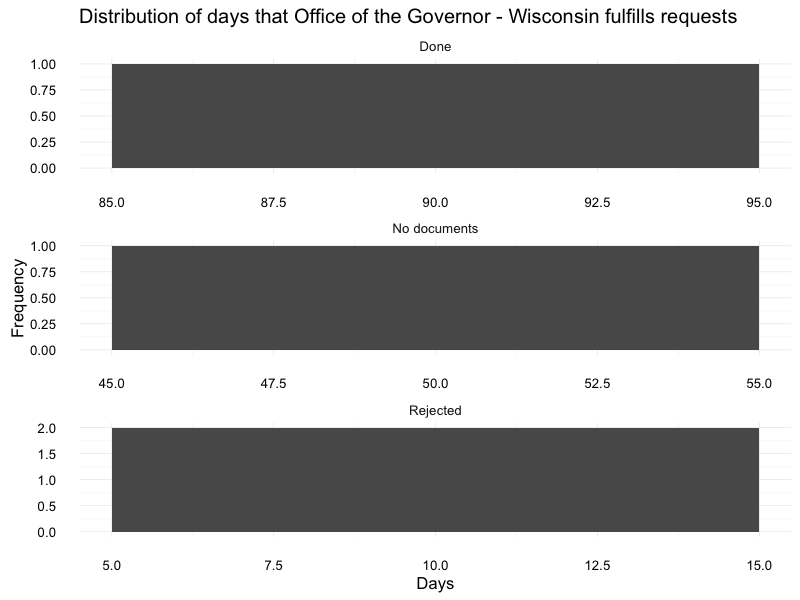 Distribution of days that Office of the Governor - Wisconsin fulfills requests
Done
1.00
0.75
0.50
0.25
0.00
85.0 87.5 90.0 92.5 95.0
No documents
1.00
0.75
0.50
0.25
0.00
45.0 47.5 50.0 52.5 55.0
Frequency
Rejected
2.0
1.5
1.0
0.5
0.0
5.0 7.5 10.0 12.5 15.0
Days